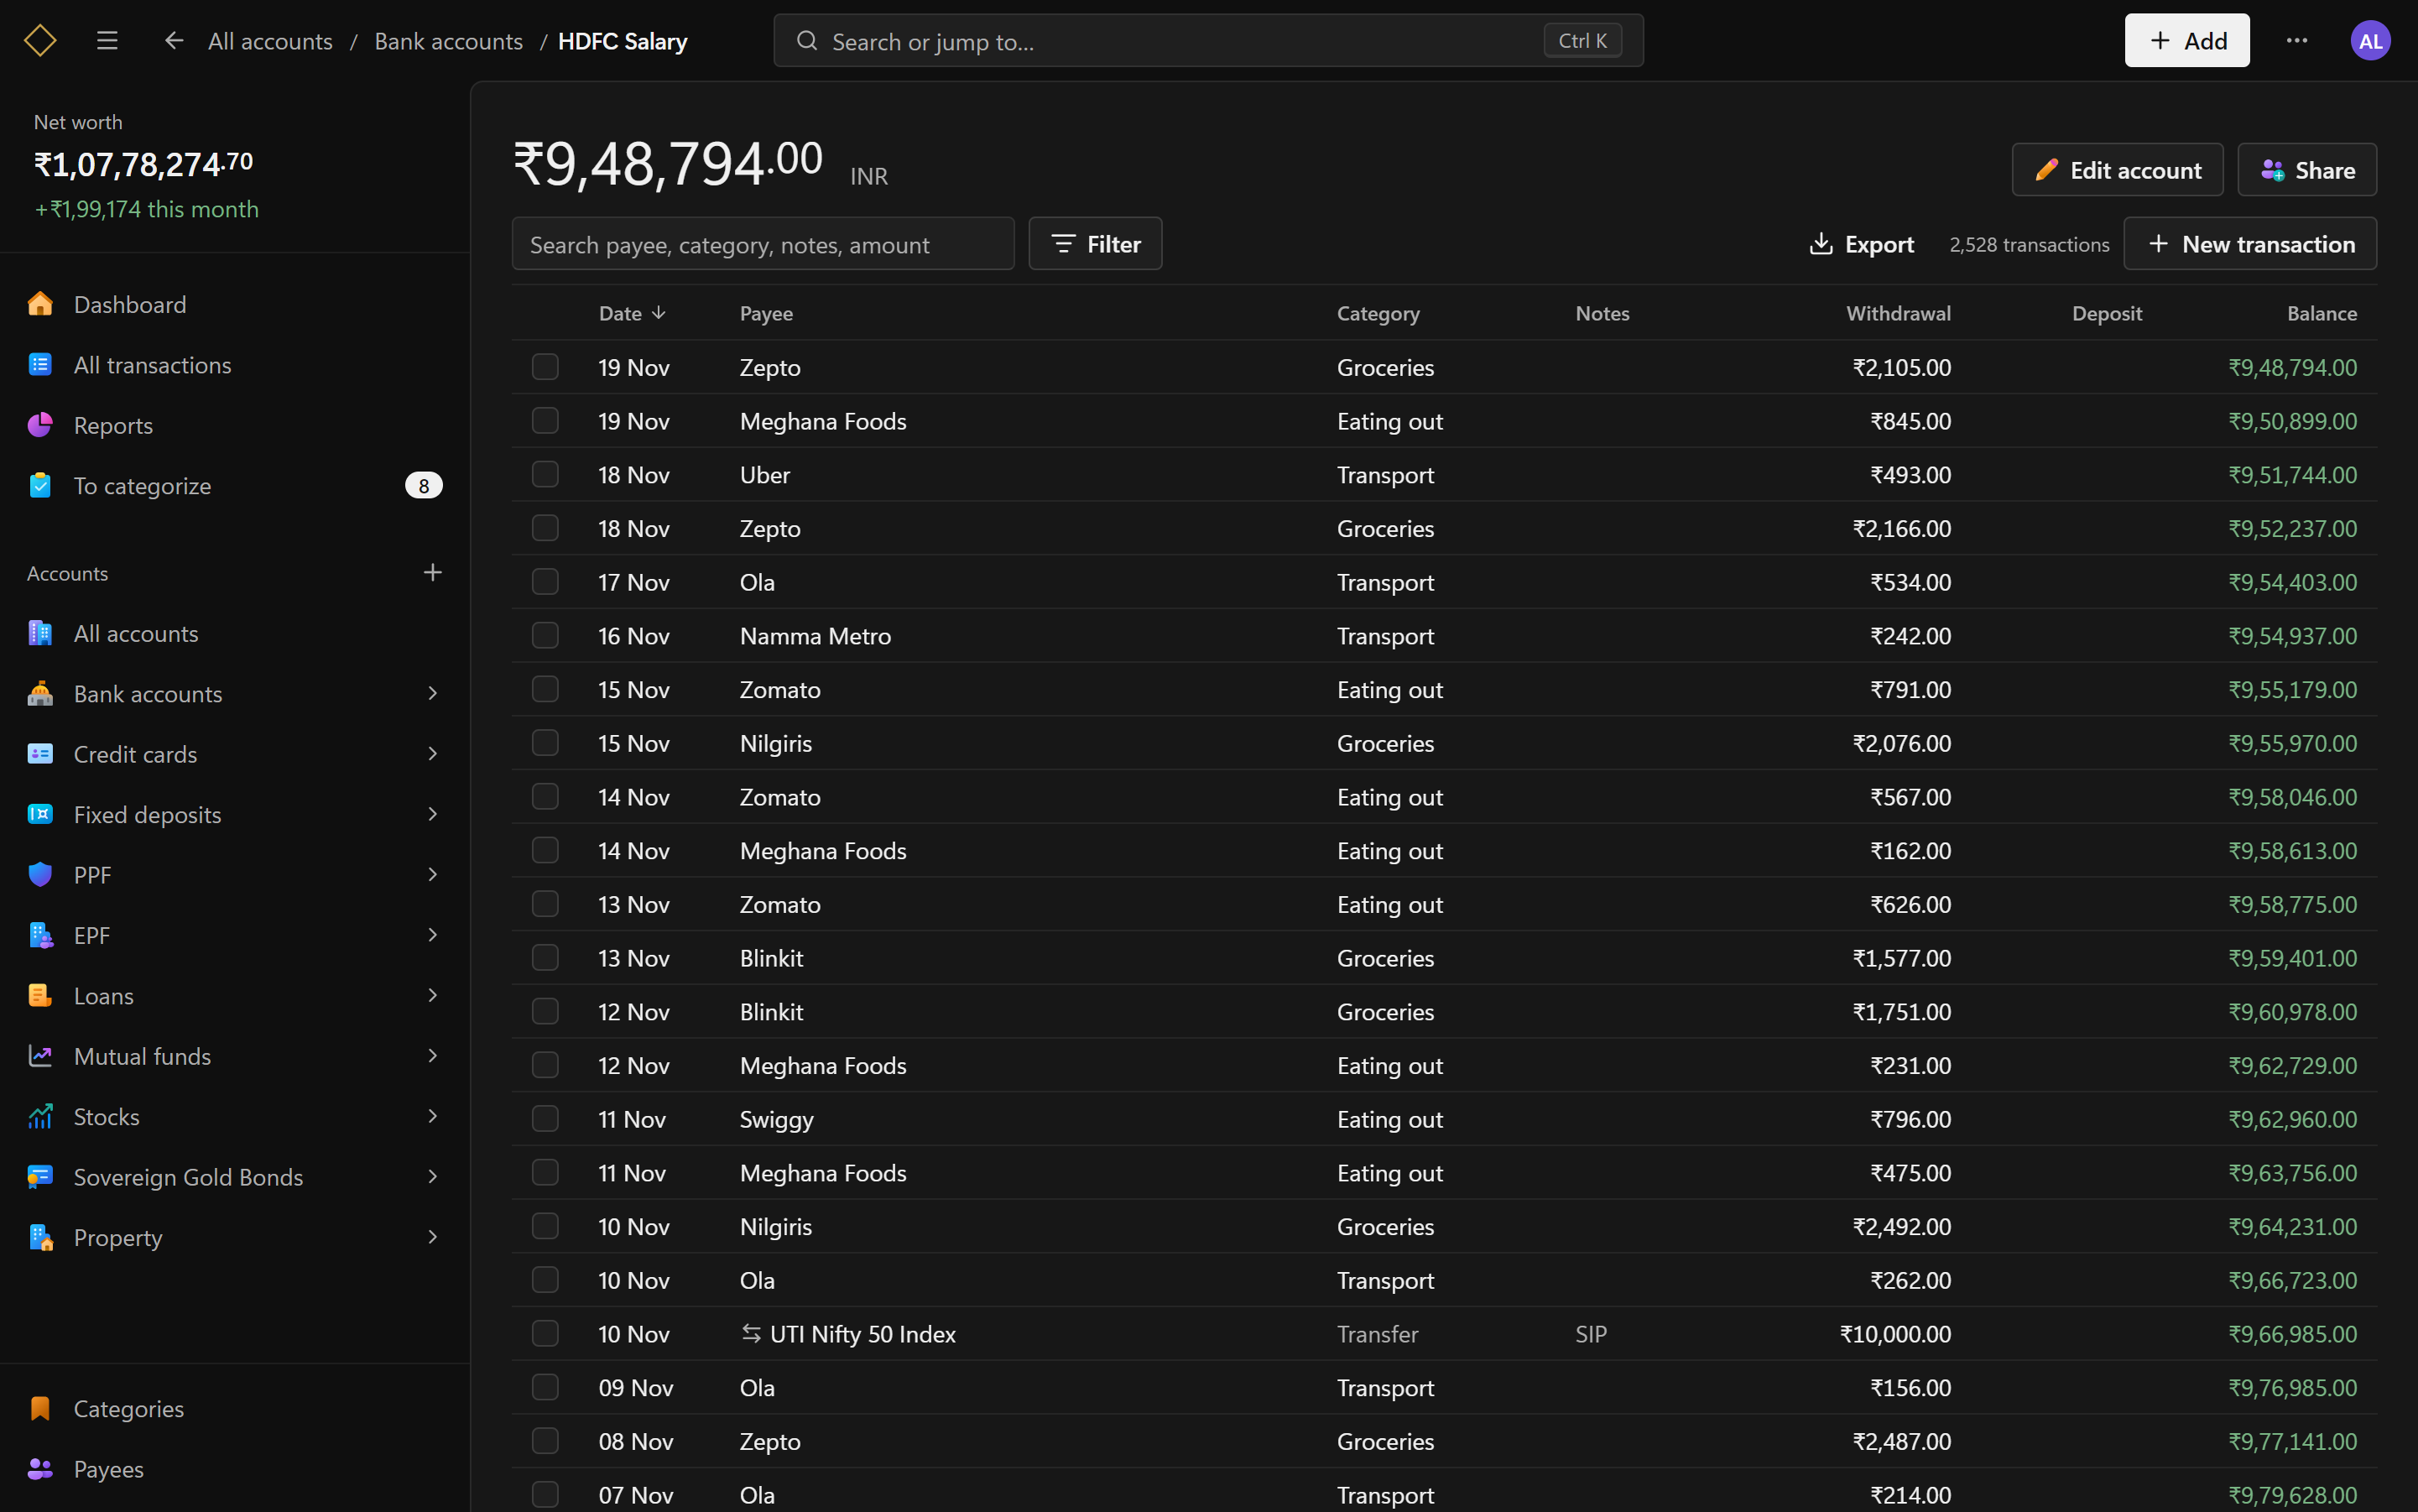 All accounts / Bank accounts / HDFC Salary
Search or jump to...
Ctrl K
+ Add
AL
Net worth
₹1,07,78,274.70
+₹1,99,174 this month
Dashboard
All transactions
Reports
To categorize 8
Accounts
All accounts
Bank accounts
Credit cards
Fixed deposits
PPF
EPF
Loans
Mutual funds
Stocks
Sovereign Gold Bonds
Property
Categories
Payees
₹9,48,794.00 INR
Edit account
Share
Search payee, category, notes, amount
Filter
Export
2,528 transactions
+ New transaction
Date ↓ Payee Category Notes Withdrawal Deposit Balance
19 Nov Zepto Groceries ₹2,105.00 ₹9,48,794.00
19 Nov Meghana Foods Eating out ₹845.00 ₹9,50,899.00
18 Nov Uber Transport ₹493.00 ₹9,51,744.00
18 Nov Zepto Groceries ₹2,166.00 ₹9,52,237.00
17 Nov Ola Transport ₹534.00 ₹9,54,403.00
16 Nov Namma Metro Transport ₹242.00 ₹9,54,937.00
15 Nov Zomato Eating out ₹791.00 ₹9,55,179.00
15 Nov Nilgiris Groceries ₹2,076.00 ₹9,55,970.00
14 Nov Zomato Eating out ₹567.00 ₹9,58,046.00
14 Nov Meghana Foods Eating out ₹162.00 ₹9,58,613.00
13 Nov Zomato Eating out ₹626.00 ₹9,58,775.00
13 Nov Blinkit Groceries ₹1,577.00 ₹9,59,401.00
12 Nov Blinkit Groceries ₹1,751.00 ₹9,60,978.00
12 Nov Meghana Foods Eating out ₹231.00 ₹9,62,729.00
11 Nov Swiggy Eating out ₹796.00 ₹9,62,960.00
11 Nov Meghana Foods Eating out ₹475.00 ₹9,63,756.00
10 Nov Nilgiris Groceries ₹2,492.00 ₹9,64,231.00
10 Nov Ola Transport ₹262.00 ₹9,66,723.00
10 Nov UTI Nifty 50 Index Transfer SIP ₹10,000.00 ₹9,66,985.00
09 Nov Ola Transport ₹156.00 ₹9,76,985.00
08 Nov Zepto Groceries ₹2,487.00 ₹9,77,141.00
07 Nov Ola Transport ₹214.00 ₹9,79,628.00